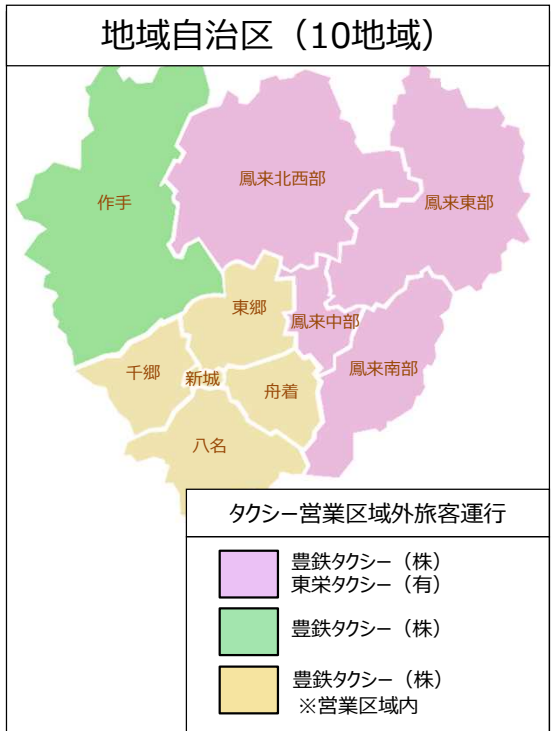 地域自治区（10地域）
鳳来北西部
作手
鳳来東部
東郷
鳳来中部
千郷
新城
舟着
鳳来南部
八名
タクシー営業区域外旅客運行
豊鉄タクシー（株）
東栄タクシー（有）
豊鉄タクシー（株）
豊鉄タクシー（株）
※営業区域内